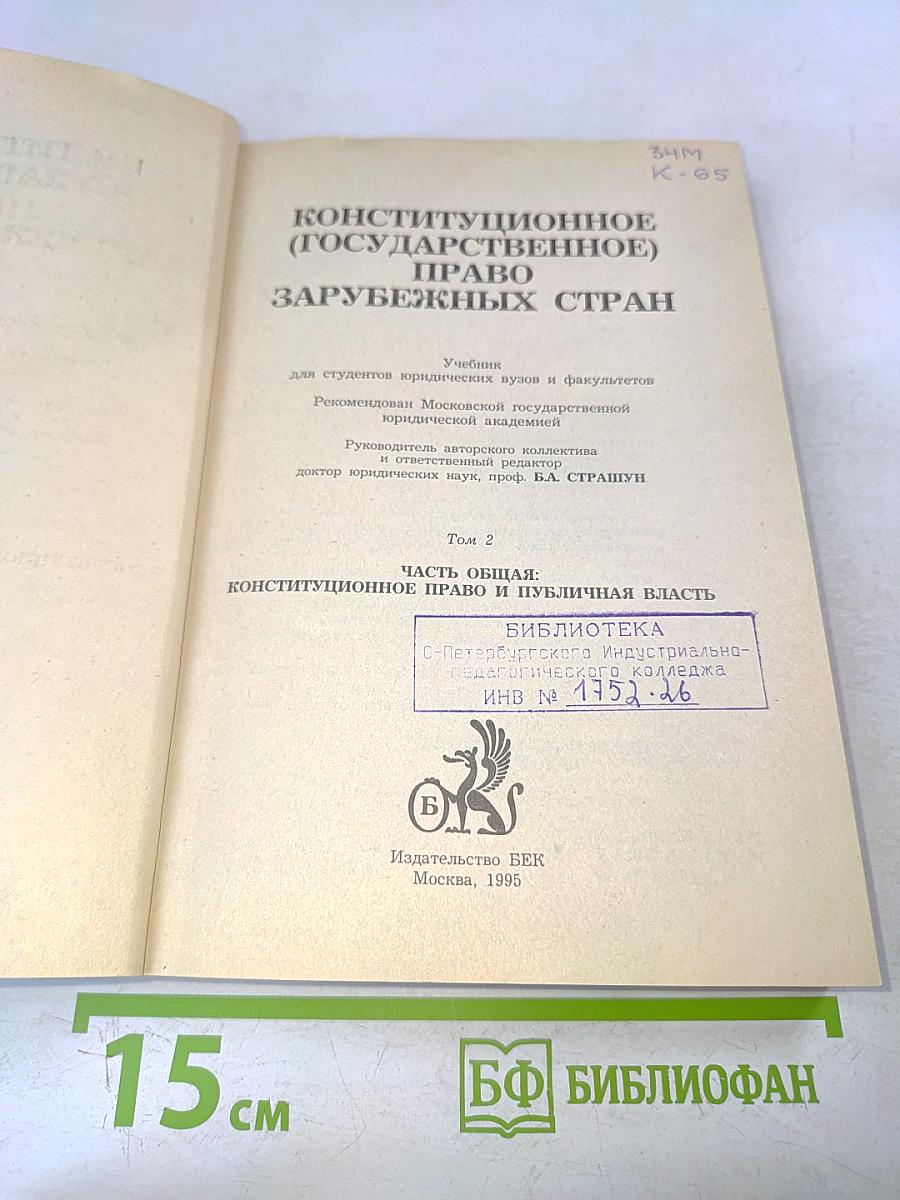 34М
К-65
КОНСТИТУЦИОННОЕ
(ГОСУДАРСТВЕННОЕ)
ПРАВО
ЗАРУБЕЖНЫХ СТРАН
Учебник
для студентов юридических вузов и факультетов
Рекомендован Московской государственной
юридической академией
Руководитель авторского коллектива
и ответственный редактор
доктор юридических наук, проф. Б.А. СТРАШУН
Том 2
ЧАСТЬ ОБЩАЯ:
КОНСТИТУЦИОННОЕ ПРАВО И ПУБЛИЧНАЯ ВЛАСТЬ
БИБЛИОТЕКА
С-Петербургского Индустриально-
педагогического колледжа
ИНВ № 1752.26
Б
Издательство БЕК
Москва, 1995
15 см
БФ БИБЛИОФАН